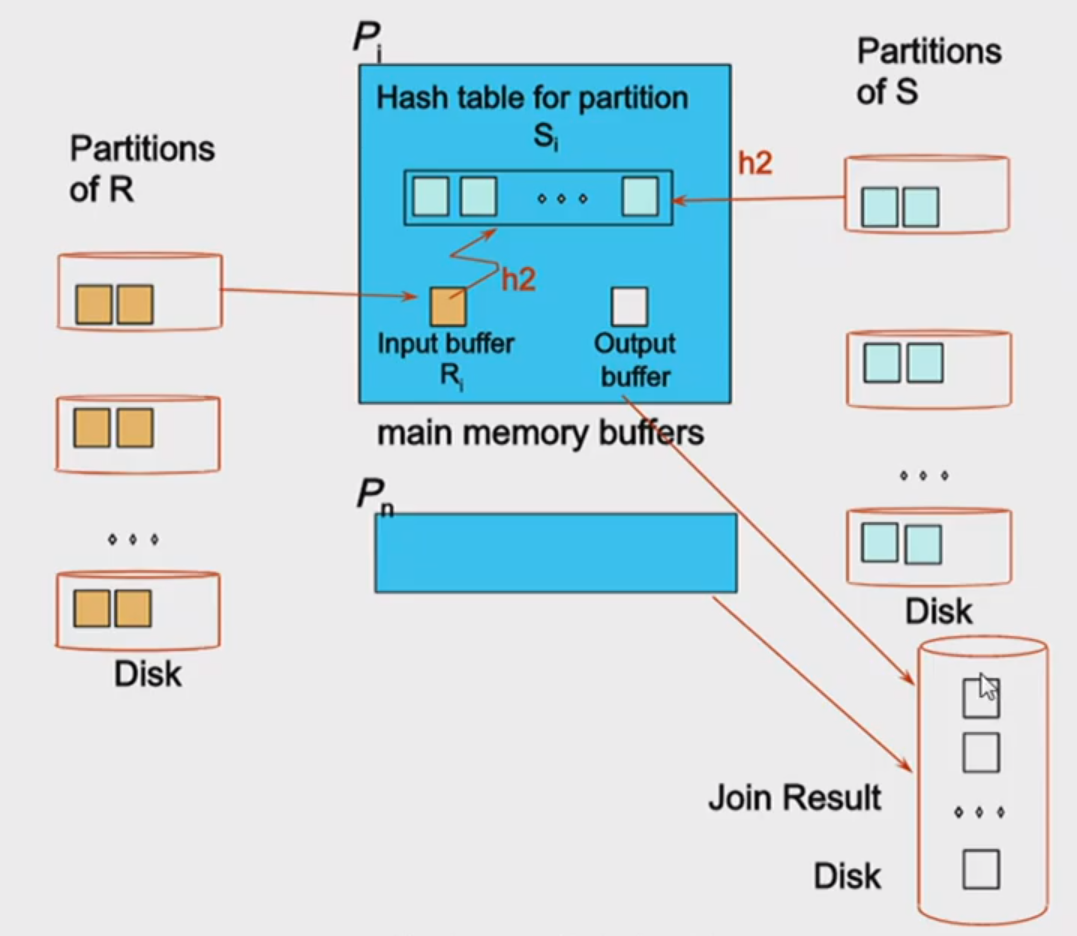 Pi
Hash table for partition
Si
Partitions
of S
Partitions
of R
h2
h2
Input buffer
Ri
Output
buffer
main memory buffers
Pn
Disk
Disk
Join Result
Disk